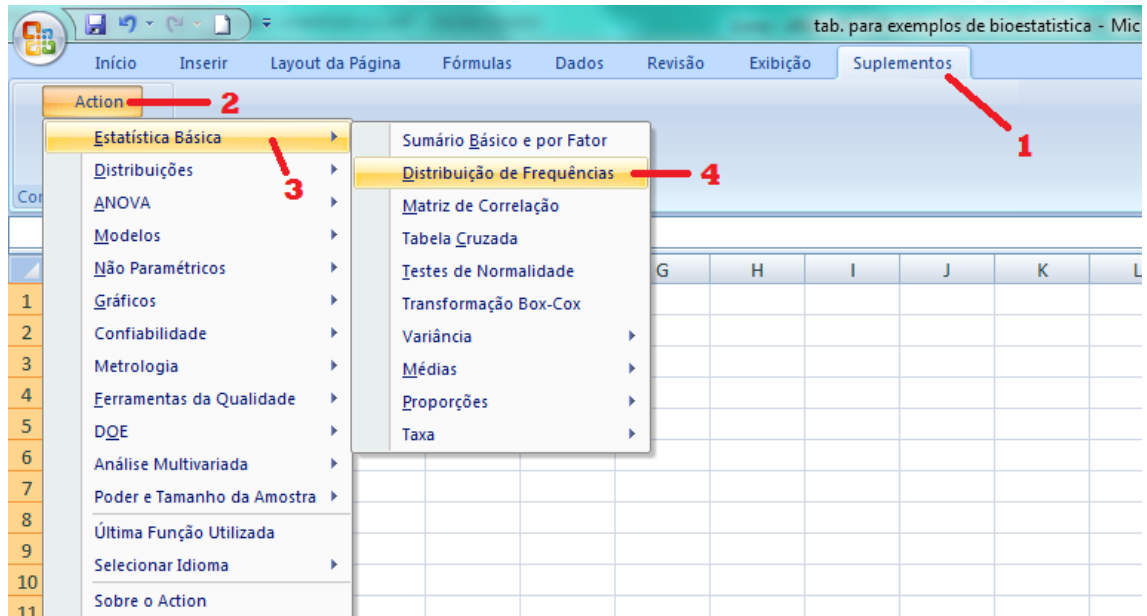 tab. para exemplos de bioestatistica - Mic
Início Inserir Layout da Página Fórmulas Dados Revisão Exibição Suplementos
1
Action 2
Estatística Básica
3
Distribuições
ANOVA
Modelos
Não Paramétricos
Gráficos
Confiabilidade
Metrologia
Ferramentas da Qualidade
DOE
Análise Multivariada
Poder e Tamanho da Amostra
Última Função Utilizada
Selecionar Idioma
Sobre o Action
Sumário Básico e por Fator
Distribuição de Frequências 4
Matriz de Correlação
Tabela Cruzada
Testes de Normalidade
Transformação Box-Cox
Variância
Médias
Proporções
Taxa
Cor
G H I J K L
1
2
3
4
5
6
7
8
9
10
11